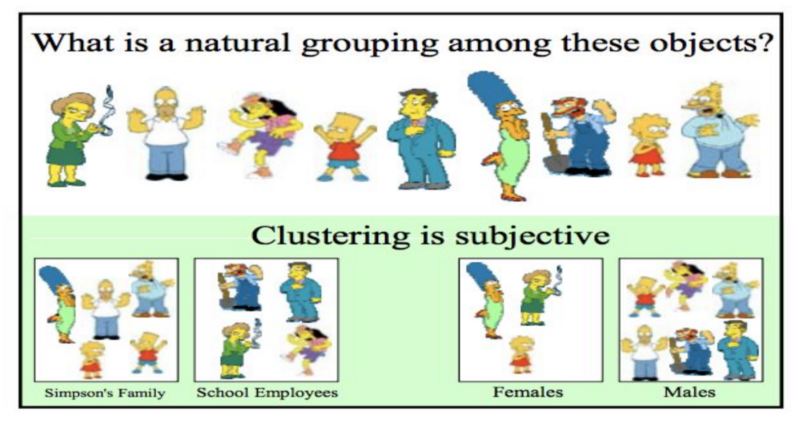 What is a natural grouping among these objects?
Clustering is subjective
Simpson's Family
School Employees
Females
Males